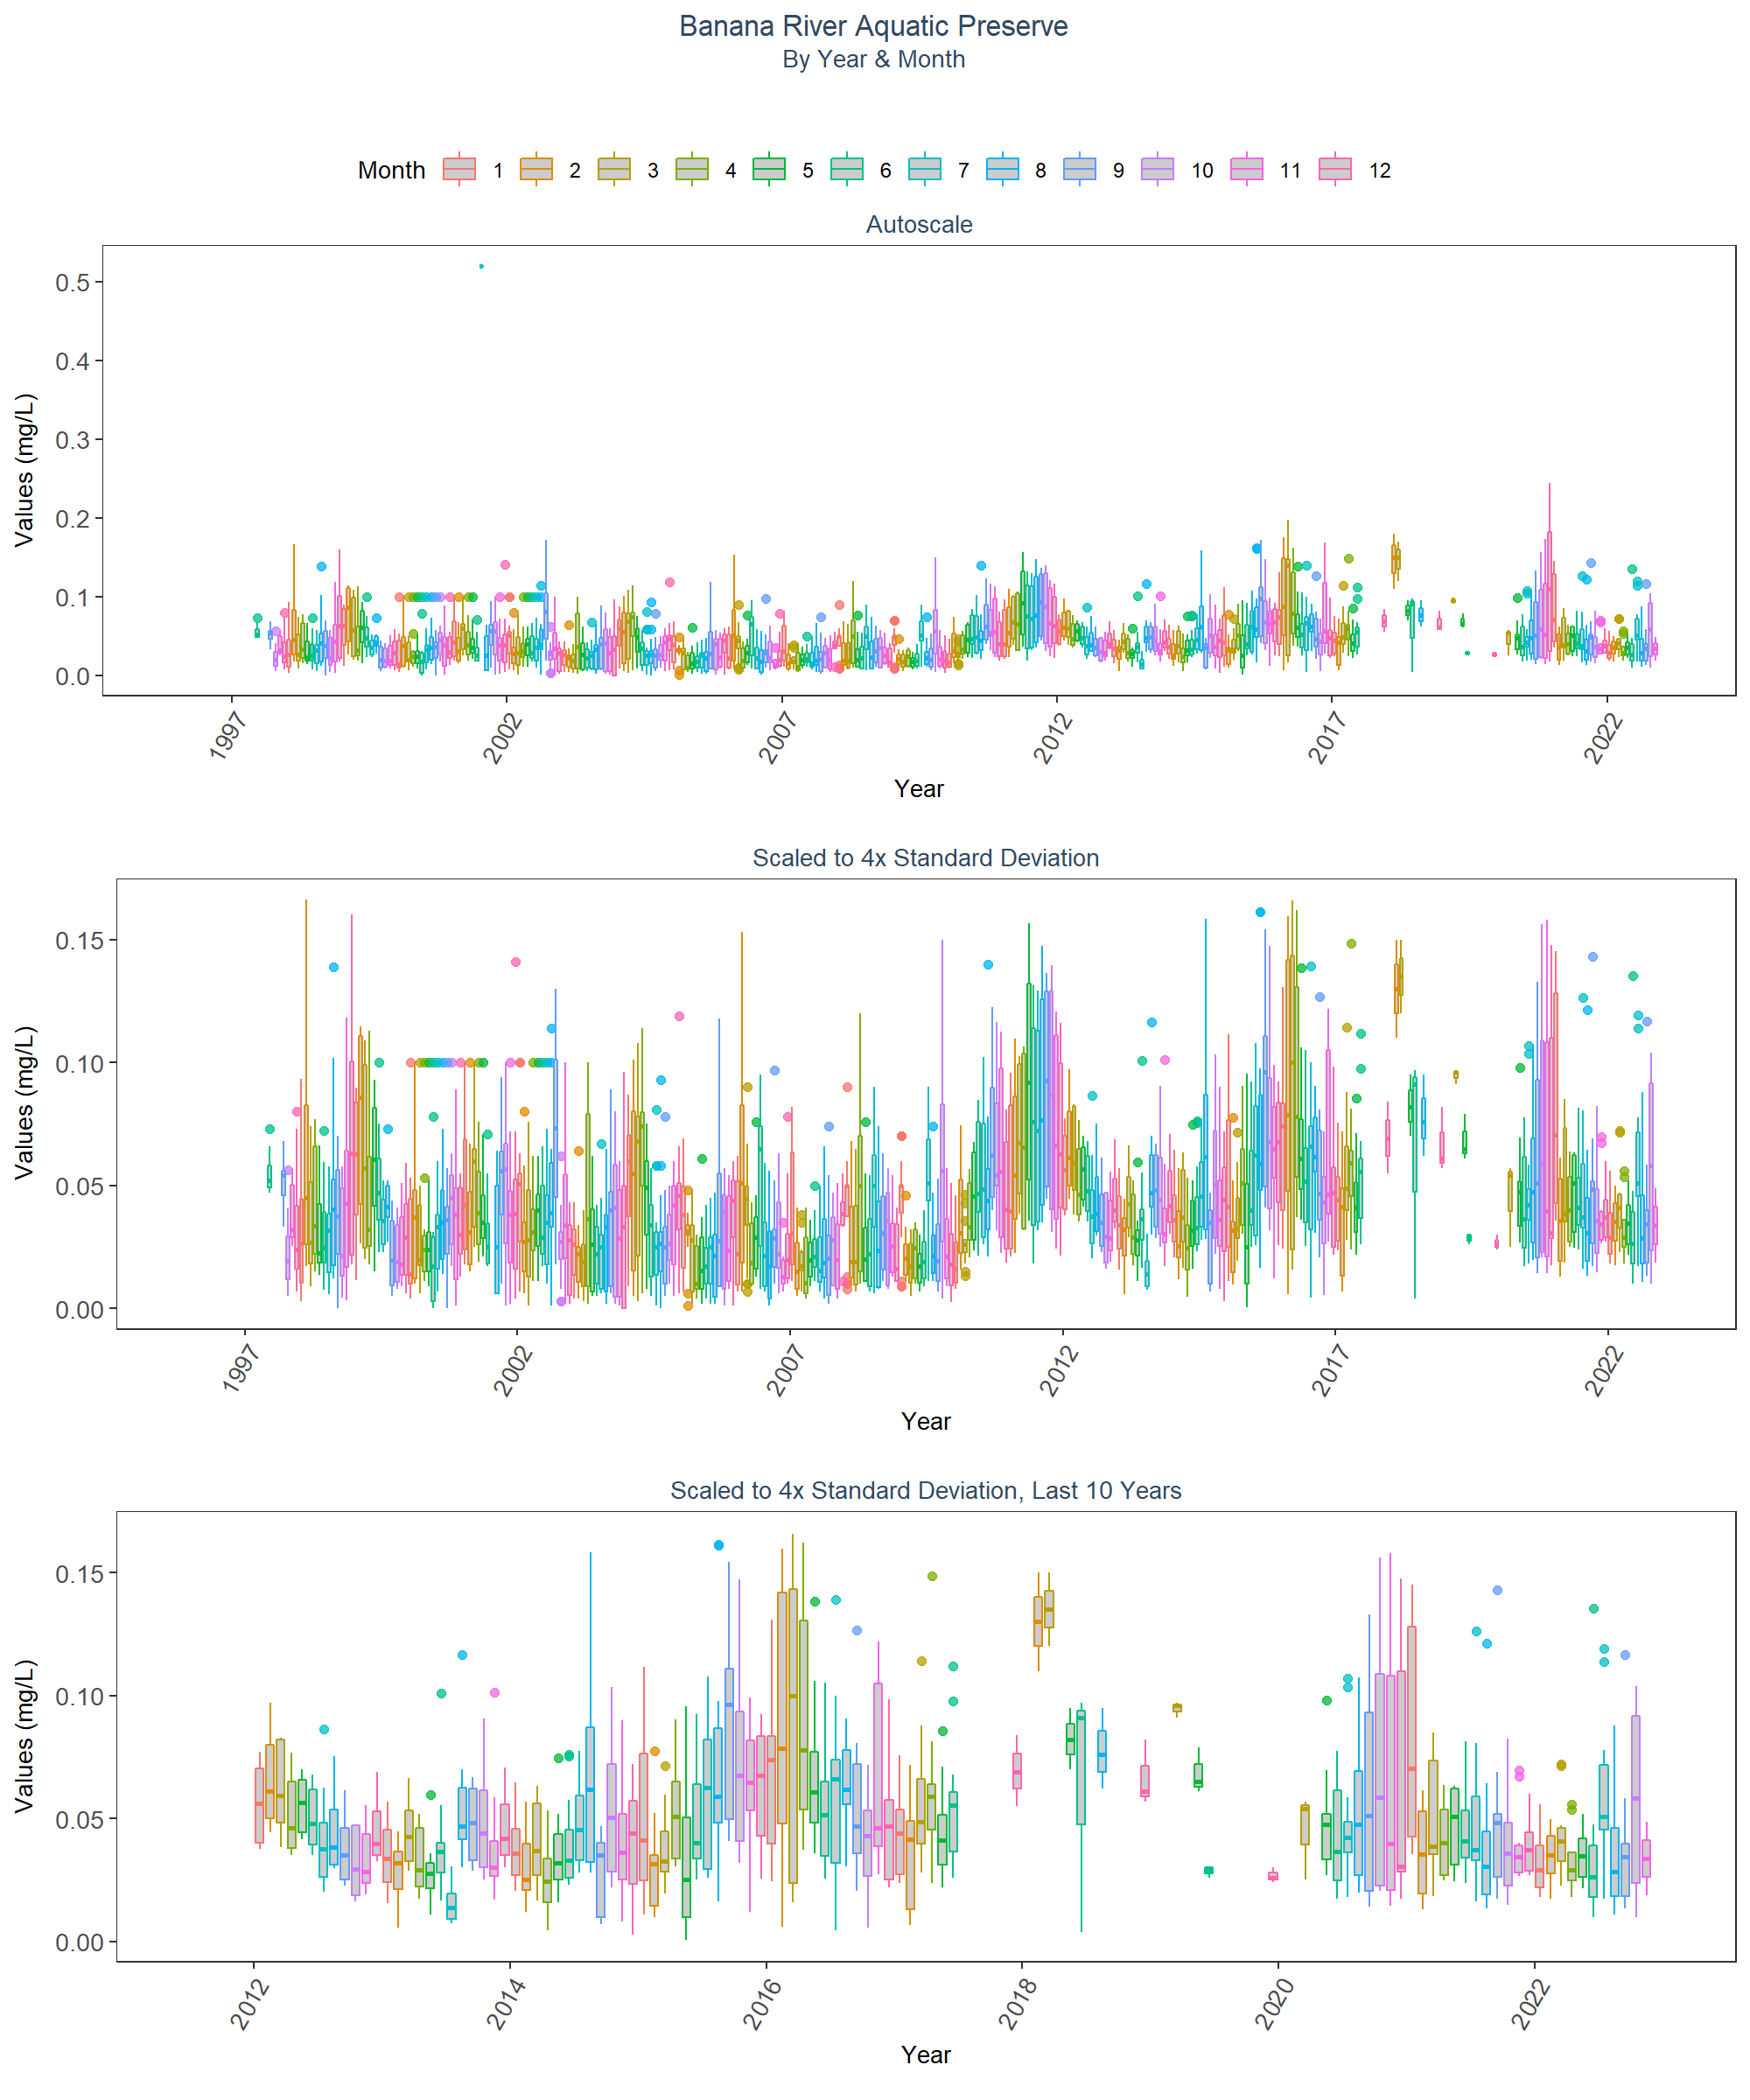 Banana River Aquatic Preserve
By Year & Month
Month 1 2 3 4 5 6 7 8 9 10 11 12
Autoscale
Values (mg/L)
0.5
0.4
0.3
0.2
0.1
0.0
1997 2002 2007 2012 2017 2022
Year
Scaled to 4x Standard Deviation
Values (mg/L)
0.15
0.10
0.05
0.00
1997 2002 2007 2012 2017 2022
Year
Scaled to 4x Standard Deviation, Last 10 Years
Values (mg/L)
0.15
0.10
0.05
0.00
2012 2014 2016 2018 2020 2022
Year